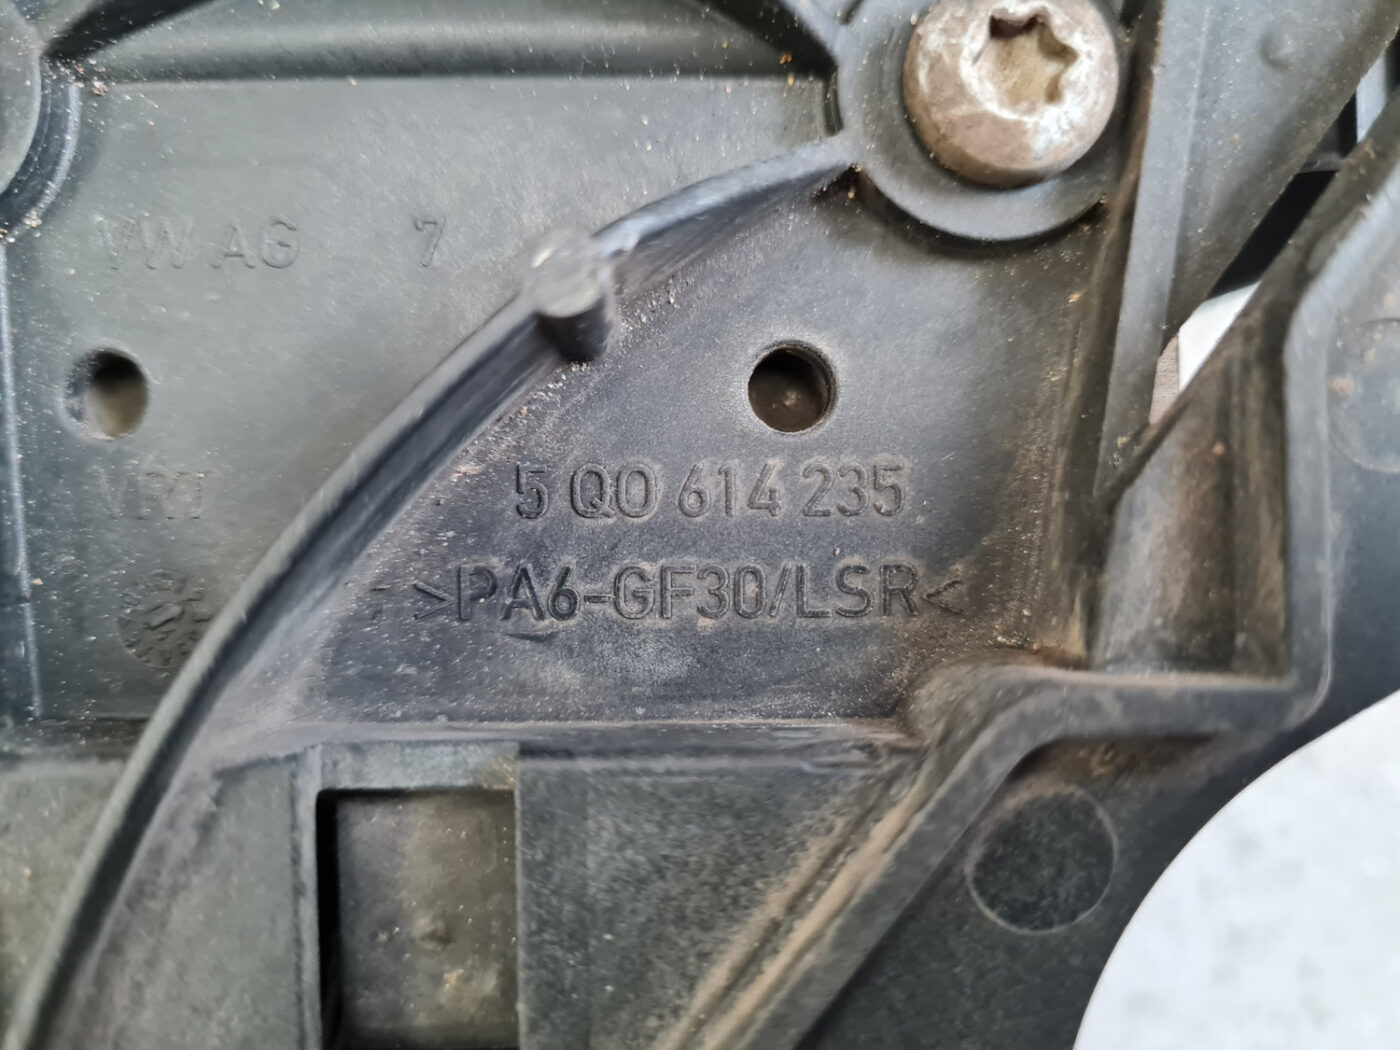 VW AG 7
5 Q0 614 235
>PA6-GF30/LSR<